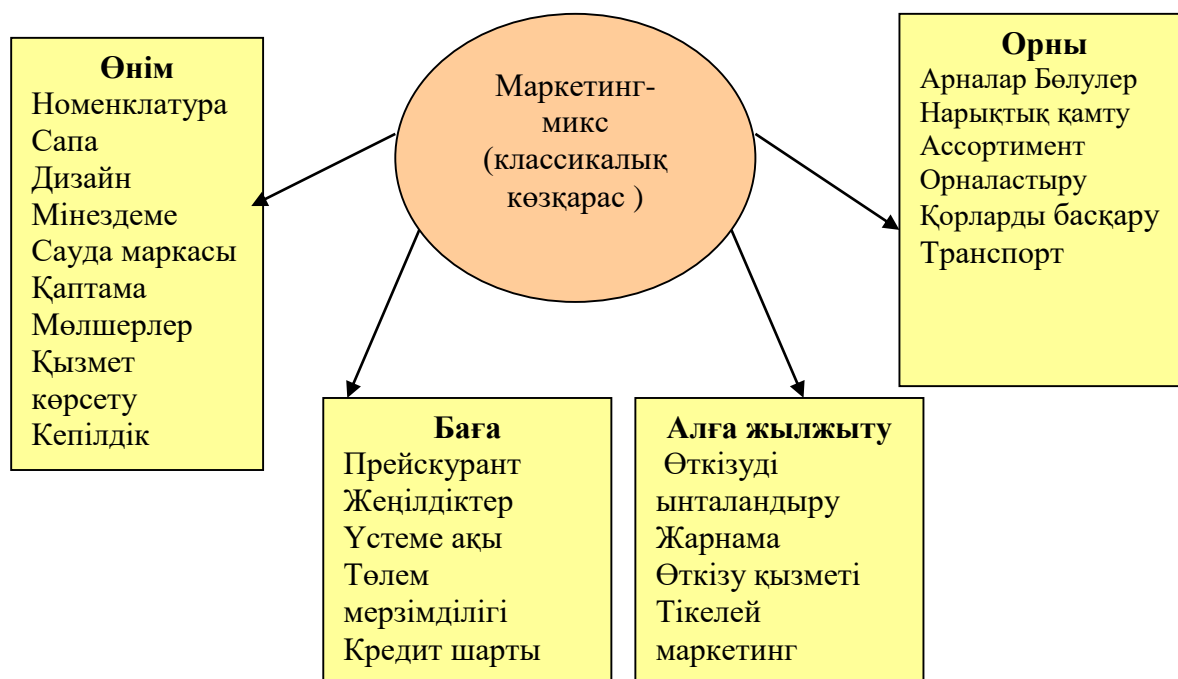 Өнім
Номенклатура
Сапа
Дизайн
Мінездеме
Сауда маркасы
Қаптама
Мөлшерлер
Қызмет
көрсету
Кепілдік
Маркетинг-
микс
(классикалық
көзқарас )
Орны
Арналар Бөлулер
Нарықтық қамту
Ассортимент
Орналастыру
Қорларды басқару
Транспорт
Баға
Прейскурант
Жеңілдіктер
Үстеме ақы
Төлем
мерзімділігі
Кредит шарты
Алға жылжыту
Өткізуді
ынталандыру
Жарнама
Өткізу қызметі
Тікелей
маркетинг